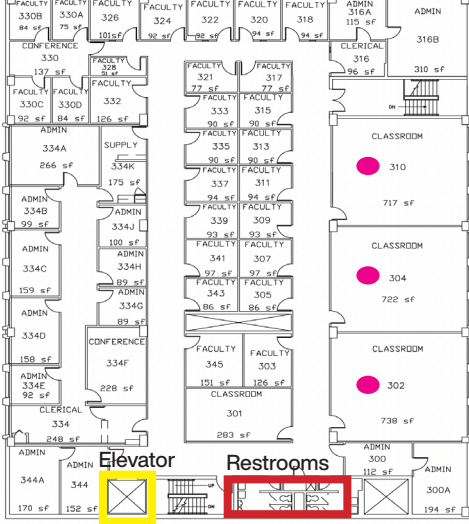 FACULTY
330B
84 sf
FACULTY
330A
75 sf
FACULTY
326
101sf
FACULTY
324
92 sf
FACULTY
322
92 sf
FACULTY
320
94 sf
FACULTY
318
94 sf
ADMIN
316A
115 sf
ADMIN
316B
310 sf
CONFERENCE
330
137 sf
FACULTY
328
51 sf
CLERICAL
316
96 sf
FACULTY
330C
92 sf
FACULTY
330D
84 sf
FACULTY
332
126 sf
FACULTY
321
77 sf
FACULTY
317
77 sf
DN
FACULTY
333
90 sf
FACULTY
315
90 sf
ADMIN
334A
266 sf
SUPPLY
334K
175 sf
FACULTY
335
90 sf
FACULTY
313
90 sf
CLASSROOM
310
717 sf
FACULTY
337
94 sf
FACULTY
311
94 sf
ADMIN
334B
99 sf
ADMIN
334J
100 sf
FACULTY
339
93 sf
FACULTY
309
93 sf
ADMIN
334C
159 sf
ADMIN
334H
89 sf
FACULTY
341
97 sf
FACULTY
307
97 sf
CLASSROOM
304
722 sf
ADMIN
334G
89 sf
FACULTY
343
86 sf
FACULTY
305
86 sf
ADMIN
334D
158 sf
CONFERENCE
334F
228 sf
FACULTY
345
151 sf
FACULTY
303
126 sf
CLASSROOM
302
738 sf
ADMIN
334E
92 sf
CLASSROOM
301
283 sf
CLERICAL
334
248 sf
Elevator
Restrooms
ADMIN
344A
170 sf
ADMIN
344
152 sf
UP
DN
R
ADMIN
300
112 sf
ADMIN
300A
194 sf